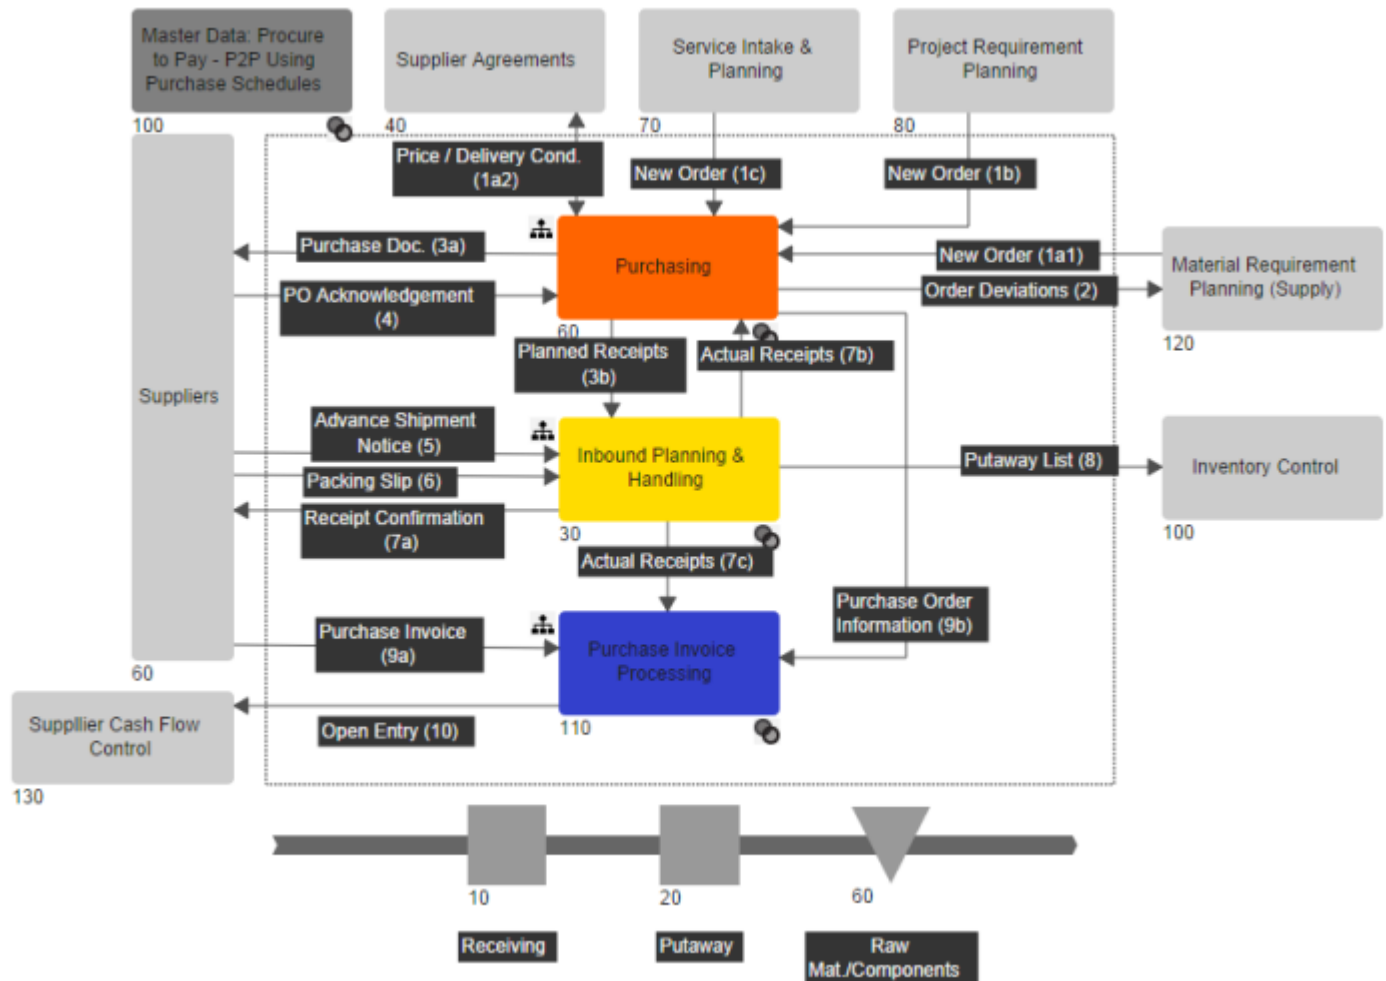 Master Data: Procure
to Pay - P2P Using
Purchase Schedules
100
Supplier Agreements
40
Service Intake &
Planning
70
Project Requirement
Planning
80
Price / Delivery Cond.
(1a2)
New Order (1c)
New Order (1b)
Purchase Doc. (3a)
Purchasing
60
New Order (1a1)
Order Deviations (2)
Material Requirement
Planning (Supply)
120
PO Acknowledgement
(4)
Planned Receipts
(3b)
Actual Receipts (7b)
Suppliers
60
Advance Shipment
Notice (5)
Packing Slip (6)
Receipt Confirmation
(7a)
Inbound Planning &
Handling
30
Putaway List (8)
Inventory Control
100
Actual Receipts (7c)
Purchase Order
Information (9b)
Purchase Invoice
(9a)
Purchase Invoice
Processing
110
Open Entry (10)
Suppllier Cash Flow
Control
130
10
20
60
Receiving
Putaway
Raw
Mat./Components